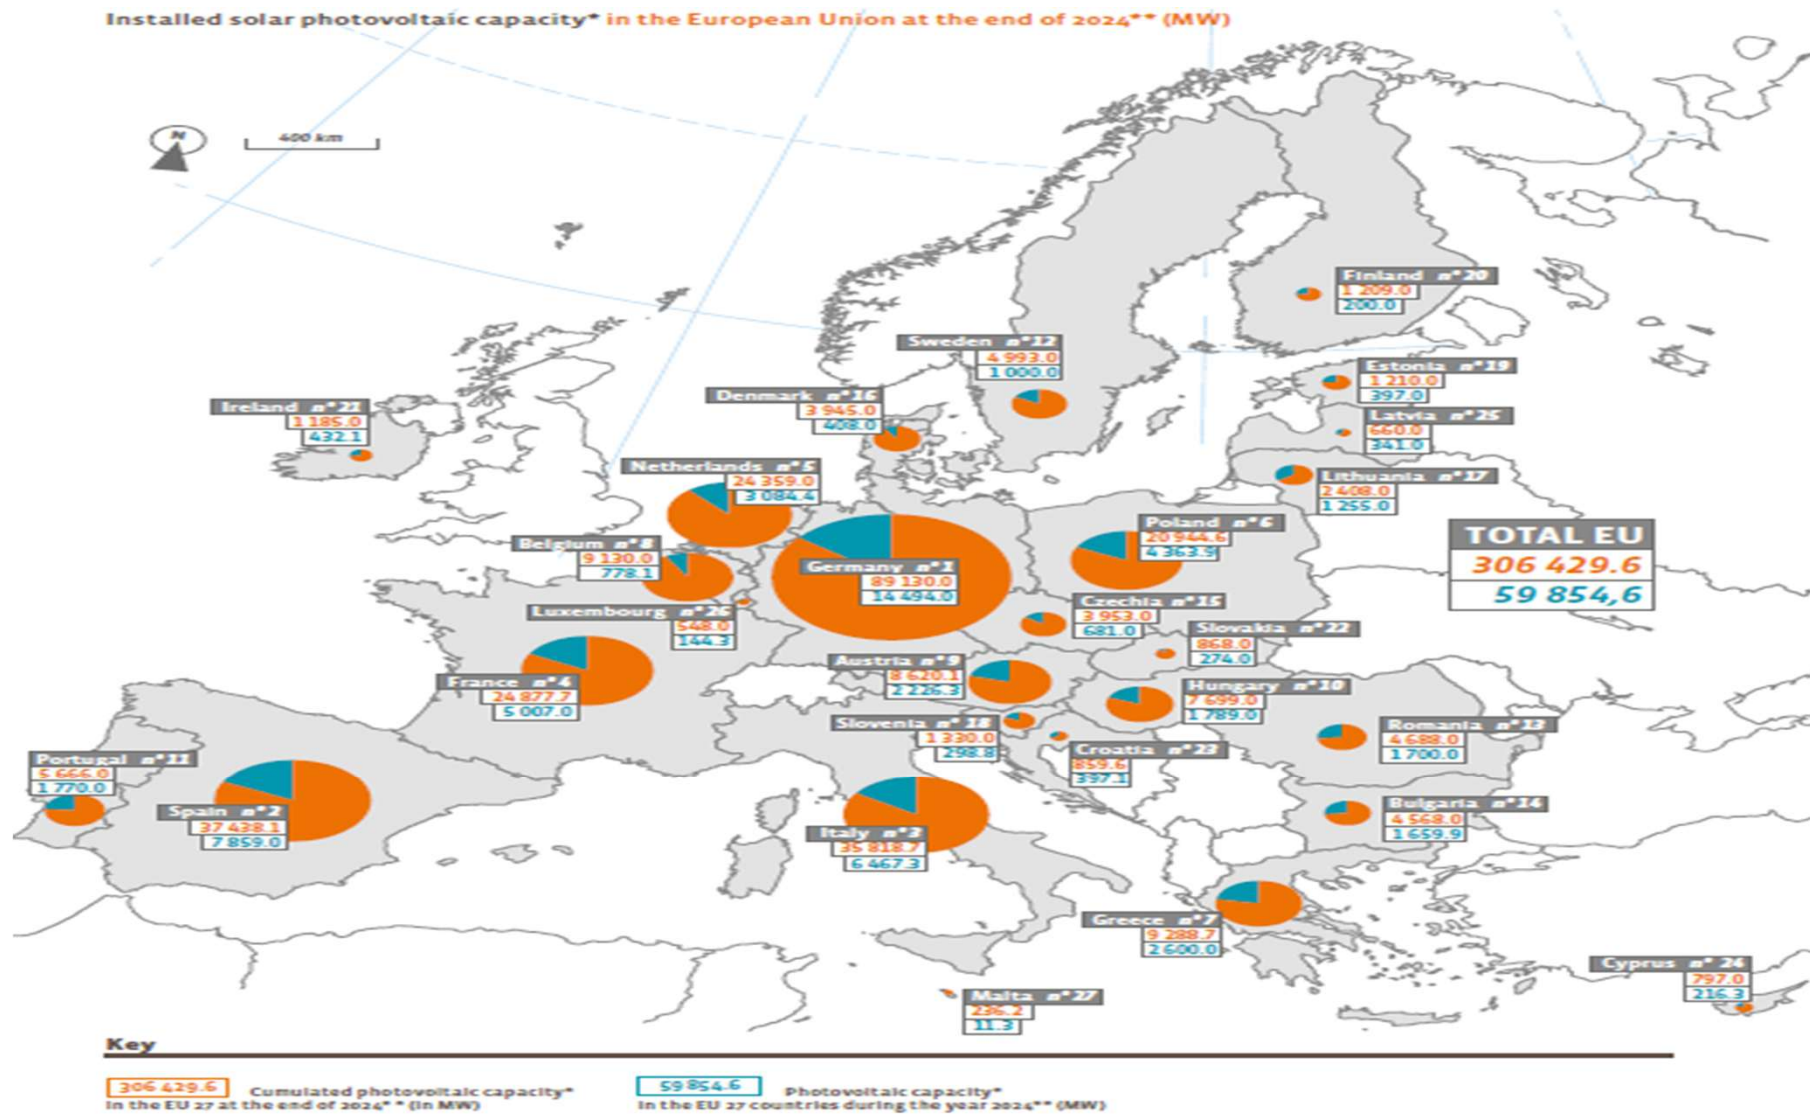 Installed solar photovoltaic capacity* in the European Union at the end of 2024** (MW)
N
400 km
Finland n° 20
1 209.0
200.0
Sweden n° 12
4 993.0
1 000.0
Estonia n° 19
1 210.0
397.0
Denmark n° 16
3 945.0
408.0
Ireland n° 21
1 185.0
432.1
Latvia n° 25
660.0
341.0
Netherlands n° 5
24 359.0
3 084.4
Lithuania n° 17
2 408.0
1 255.0
Poland n° 6
20 944.6
4 363.9
TOTAL EU
306 429.6
59 854,6
Belgium n° 8
9 130.0
778.1
Germany n° 1
89 130.0
14 494.0
Luxembourg n° 26
548.0
144.3
Czechia n° 15
3 953.0
681.0
Slovakia n° 22
868.0
274.0
Austria n° 9
8 620.1
2 226.3
France n° 4
24 877.7
5 007.0
Hungary n° 10
7 699.0
1 789.0
Slovenia n° 18
1 330.0
298.8
Romania n° 13
4 688.0
1 700.0
Croatia n° 23
859.6
397.1
Portugal n° 11
5 666.0
1 770.0
Spain n° 2
37 438.1
7 859.0
Italy n° 3
35 818.7
6 467.3
Bulgaria n° 14
4 568.0
1 659.9
Greece n° 7
9 288.7
2 600.0
Cyprus n° 24
797.0
216.3
Malta n° 27
236.2
11.3
Key
306 429.6 Cumulated photovoltaic capacity*
in the EU 27 at the end of 2024** (in MW)
59 854.6 Photovoltaic capacity*
in the EU 27 countries during the year 2024** (MW)